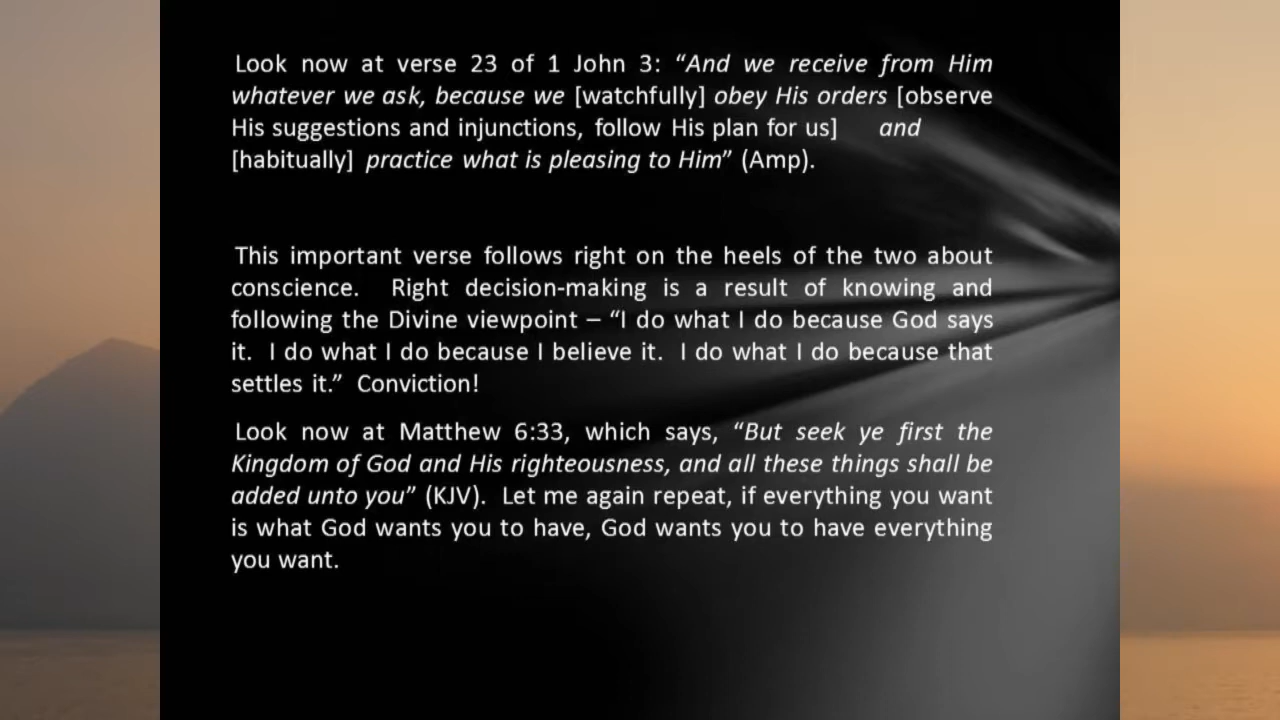 Look now at verse 23 of 1 John 3: “And we receive from Him
whatever we ask, because we [watchfully] obey His orders [observe
His suggestions and injunctions, follow His plan for us] and
[habitually] practice what is pleasing to Him” (Amp).
This important verse follows right on the heels of the two about
conscience. Right decision-making is a result of knowing and
following the Divine viewpoint – “I do what I do because God says
it. I do what I do because I believe it. I do what I do because that
settles it.” Conviction!
Look now at Matthew 6:33, which says, “But seek ye first the
Kingdom of God and His righteousness, and all these things shall be
added unto you” (KJV). Let me again repeat, if everything you want
is what God wants you to have, God wants you to have everything
you want.